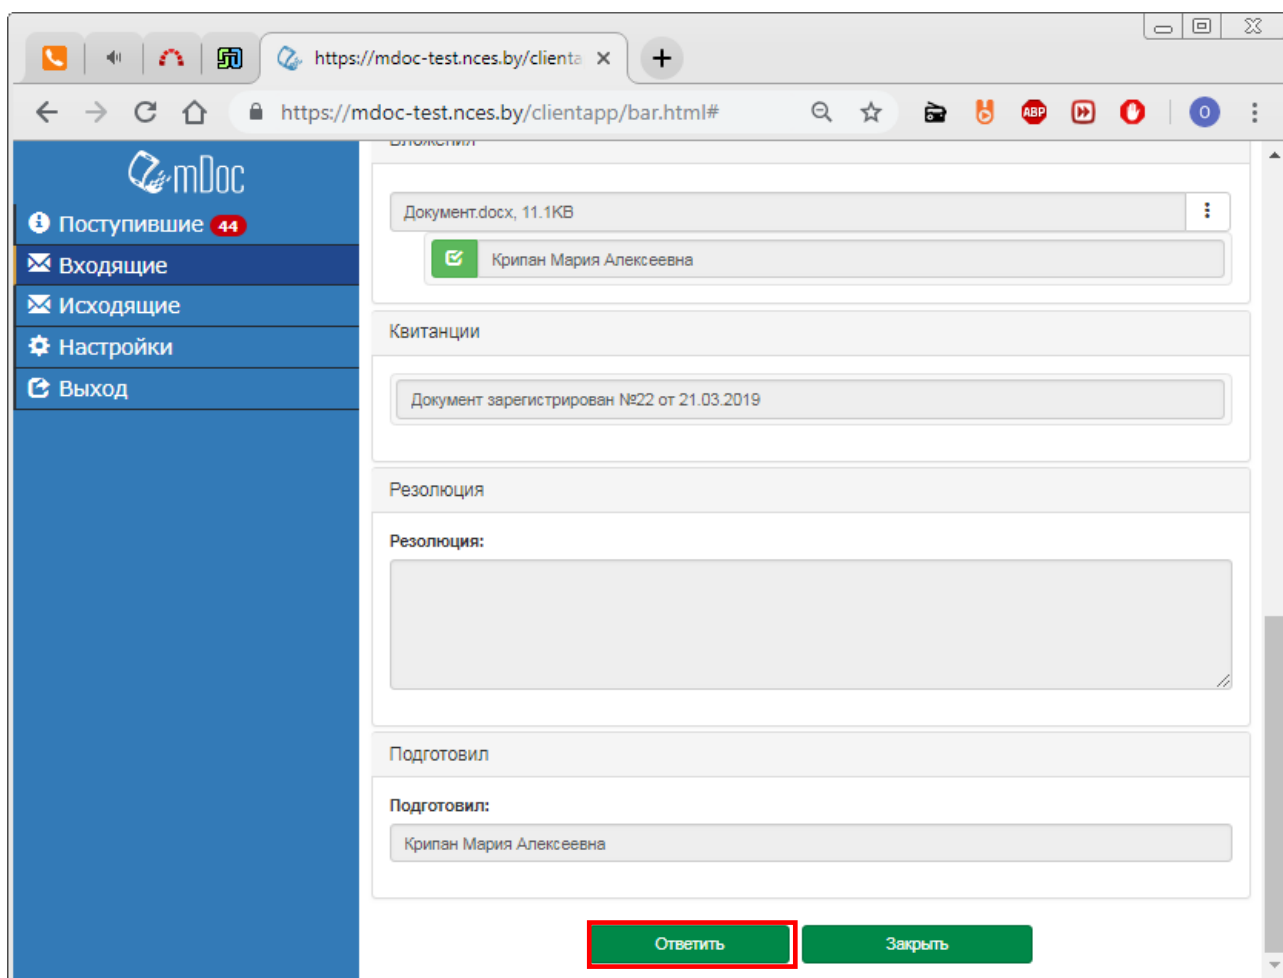 https://mdoc-test.nces.by/clienta
https://mdoc-test.nces.by/clientapp/bar.html#
ABP
O
mDoc
Поступившие 44
Входящие
Исходящие
Настройки
Выход
Вложения
Документ.docx, 11.1KB
Крипан Мария Алексеевна
Квитанции
Документ зарегистрирован №22 от 21.03.2019
Резолюция
Резолюция:
Подготовил
Подготовил:
Крипан Мария Алексеевна
Ответить
Закрыть